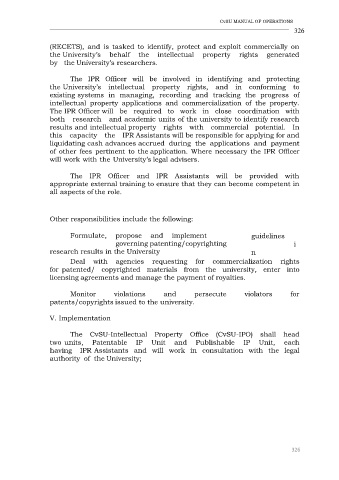 CvSU MANUAL OF OPERATIONS
326
(RECETS), and is tasked to identify, protect and exploit commercially on
the University's behalf the intellectual property rights generated
by the University's researchers.
The IPR Officer will be involved in identifying and protecting
the University's intellectual property rights, and in conforming to
existing systems in managing, recording and tracking the progress of
intellectual property applications and commercialization of the property.
The IPR Officer will be required to work in close coordination with
both research and academic units of the university to identify research
results and intellectual property rights with commercial potential. In
this capacity the IPR Assistants will be responsible for applying for and
liquidating cash advances accrued during the applications and payment
of other fees pertinent to the application. Where necessary the IPR Officer
will work with the University's legal advisers.
The IPR Officer and IPR Assistants will be provided with
appropriate external training to ensure that they can become competent in
all aspects of the role.
Other responsibilities include the following:
Formulate, propose and implement guidelines
governing patenting/copyrighting i
research results in the University n
Deal with agencies requesting for commercialization rights
for patented/ copyrighted materials from the university, enter into
licensing agreements and manage the payment of royalties.
Monitor violations and persecute violators for
patents/copyrights issued to the university.
V. Implementation
The CvSU-Intellectual Property Office (CvSU-IPO) shall head
two units, Patentable IP Unit and Publishable IP Unit, each
having IPR Assistants and will work in consultation with the legal
authority of the University;
326